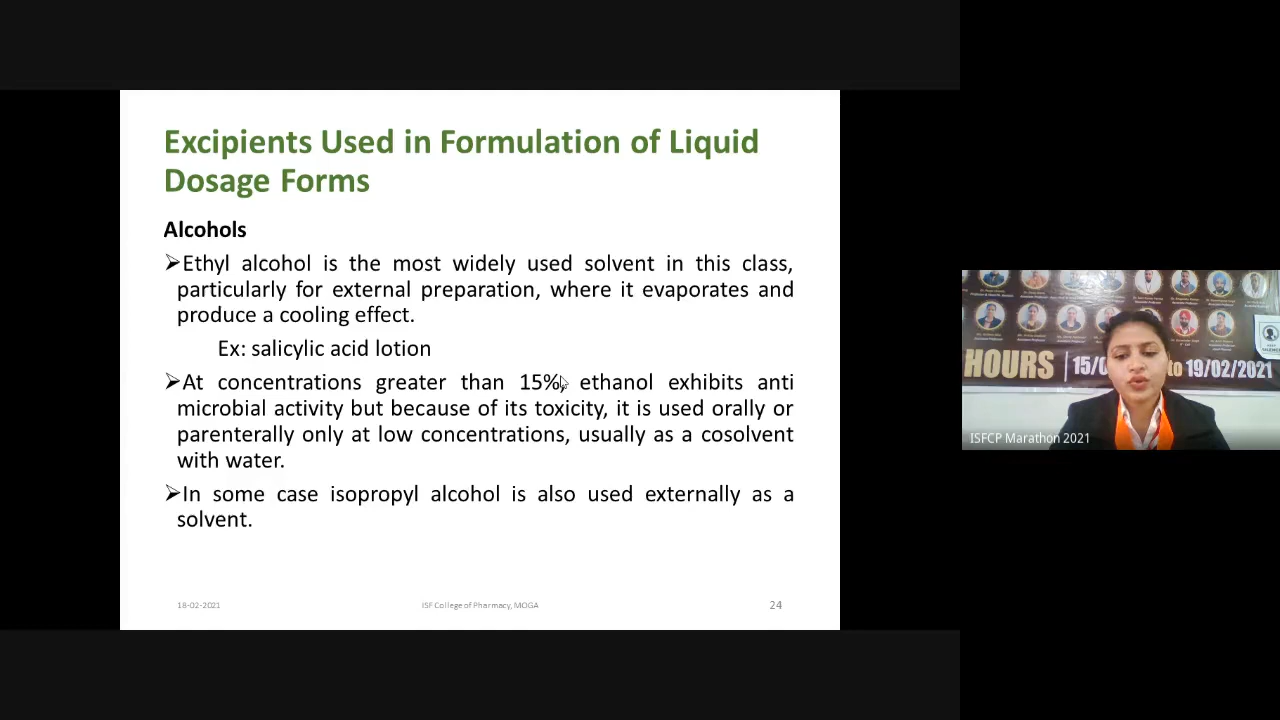 Excipients Used in Formulation of Liquid
Dosage Forms
Alcohols
➢Ethyl alcohol is the most widely used solvent in this class,
particularly for external preparation, where it evaporates and
produce a cooling effect.
Ex: salicylic acid lotion
➢At concentrations greater than 15%, ethanol exhibits anti
microbial activity but because of its toxicity, it is used orally or
parenterally only at low concentrations, usually as a cosolvent
with water.
➢In some case isopropyl alcohol is also used externally as a
solvent.
18-02-2021
ISF College of Pharmacy, MOGA
24
HOURS
15/0
to 19/02/2021
ISFCP Marathon 2021